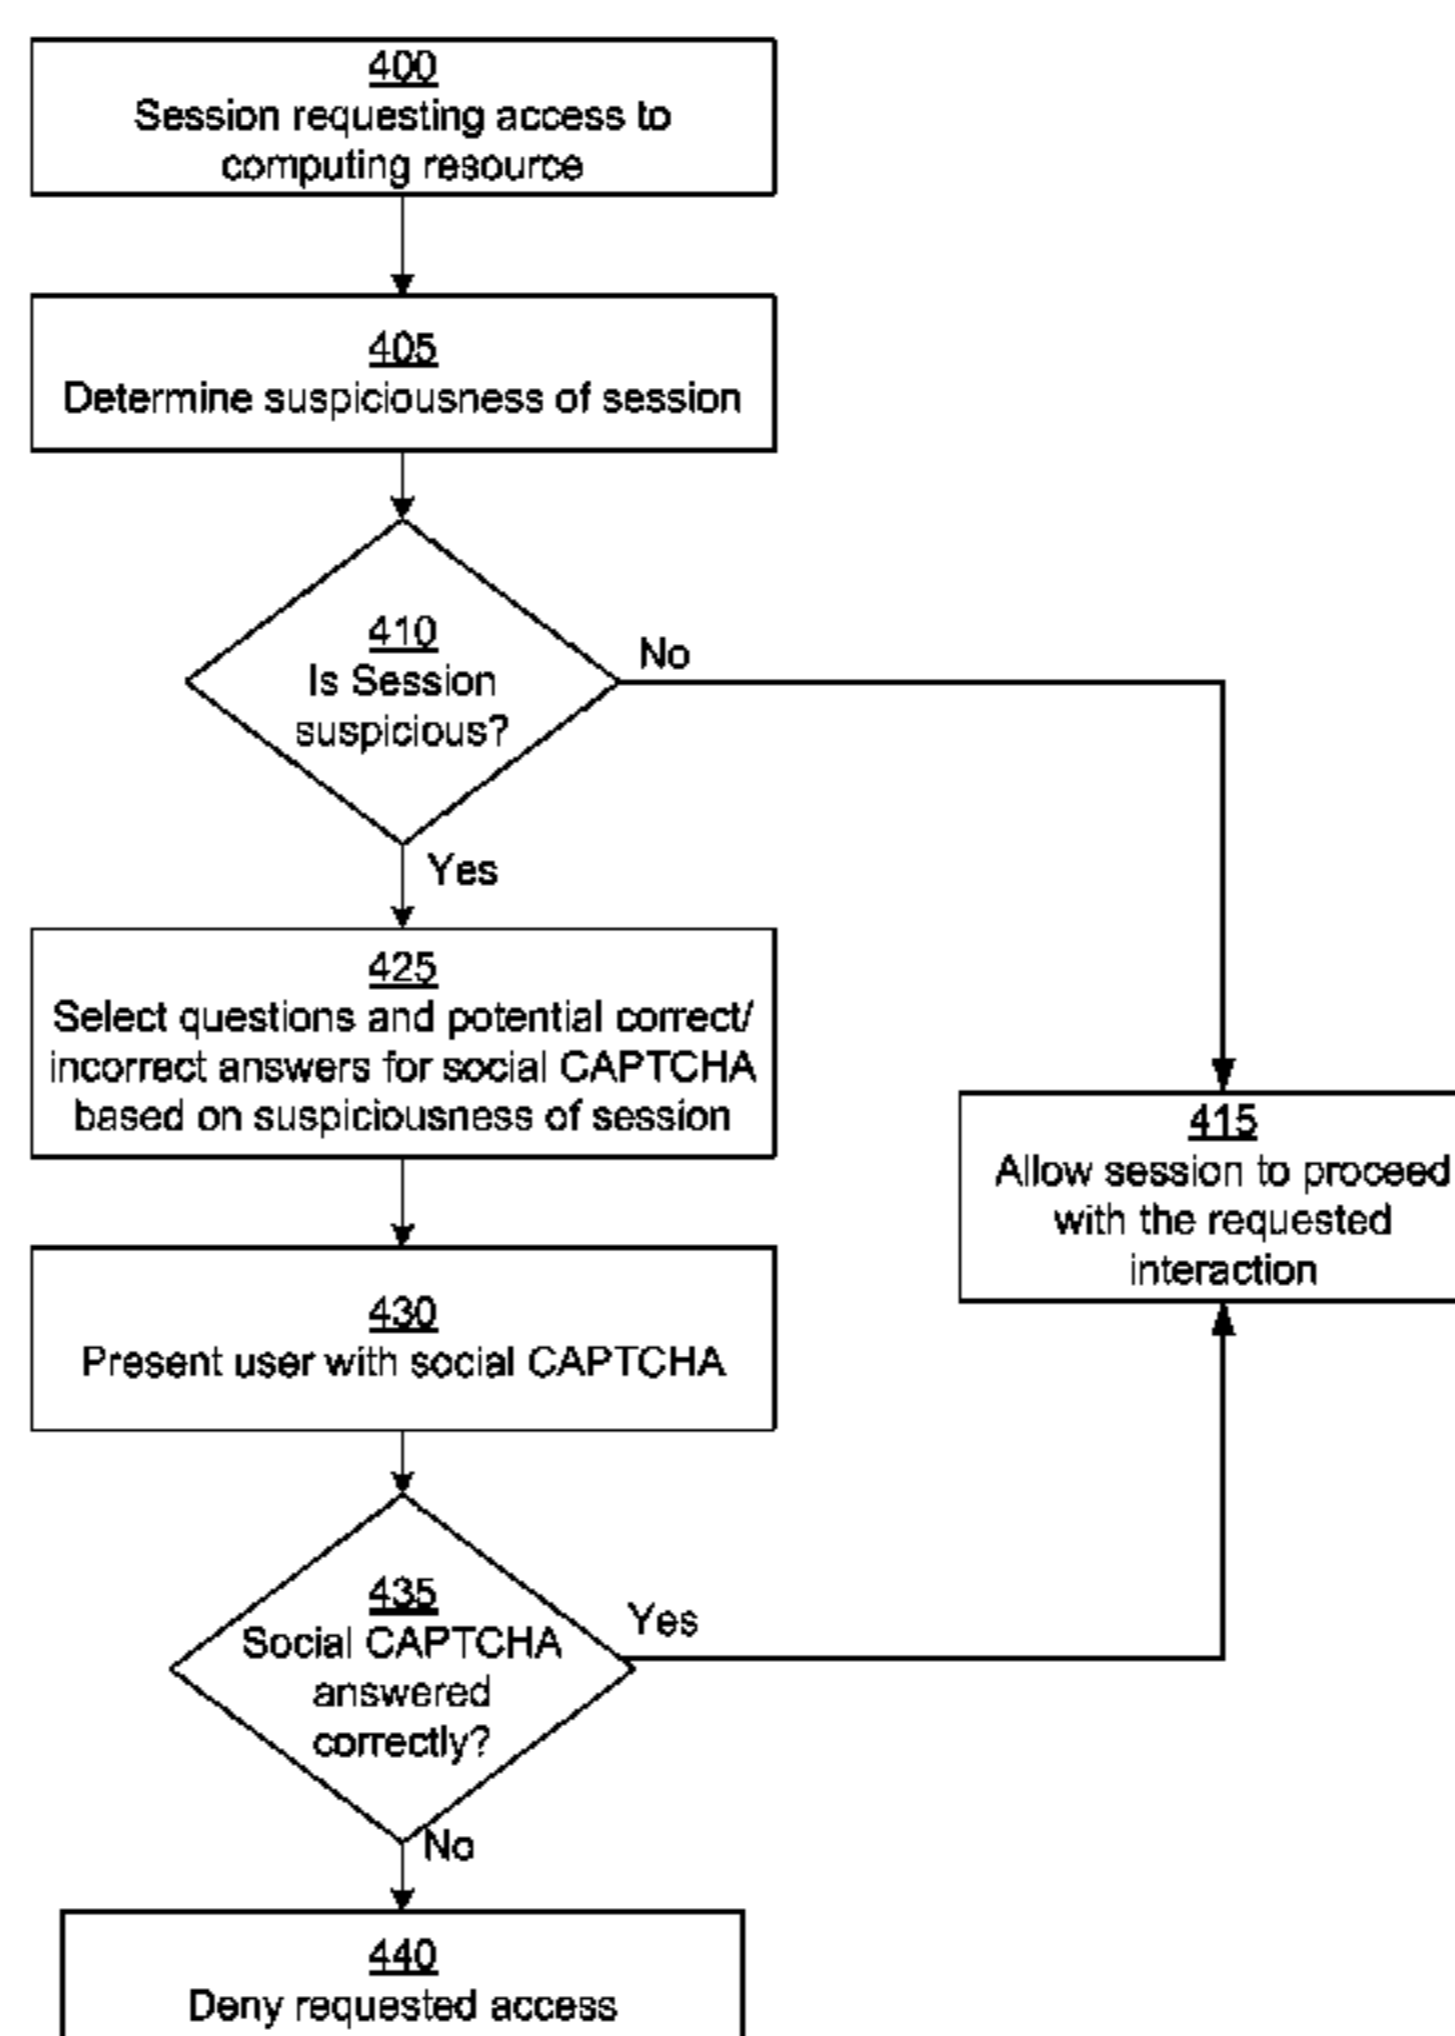 400
Session requesting access to
computing resource
405
Determine suspiciousness of session
410
Is Session
suspicious?
No
Yes
425
Select questions and potential correct/
incorrect answers for social CAPTCHA
based on suspiciousness of session
415
Allow session to proceed
with the requested
interaction
430
Present user with social CAPTCHA
435
Social CAPTCHA
answered
correctly?
Yes
No
440
Deny requested access